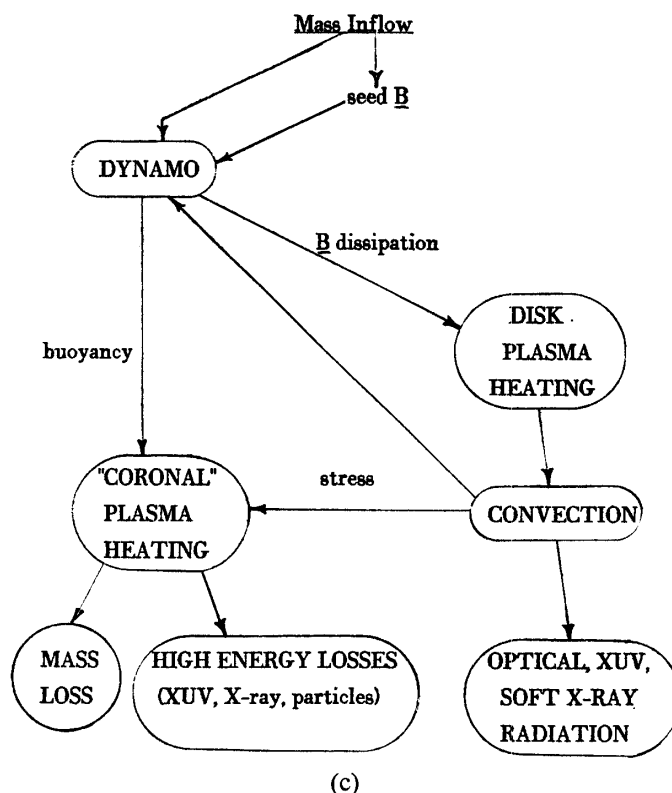 Mass Inflow
seed B
DYNAMO
B dissipation
DISK
PLASMA
HEATING
buoyancy
"CORONAL"
PLASMA
HEATING
stress
CONVECTION
MASS
LOSS
HIGH ENERGY LOSSES
(XUV, X-ray, particles)
OPTICAL, XUV,
SOFT X-RAY
RADIATION
(c)